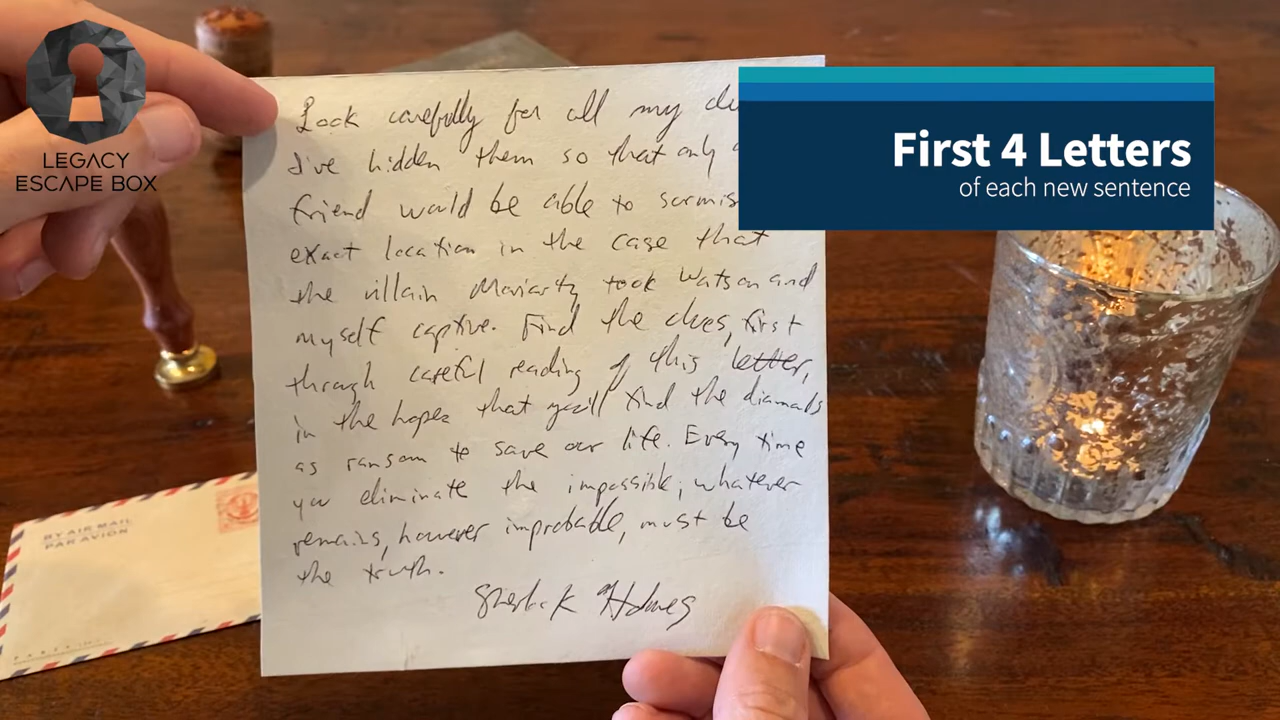 LEGACY
ESCAPE BOX
First 4 Letters
of each new sentence
Look carefully for all my
I've hidden them so that only
friend would be able to
exact location in the case that
the villain Moriarty took Watson and
myself captive. Find the clues, first
through careful reading of this letter,
in the hopes that you'll find the diamonds
as ransom to save our life. Every time
you eliminate the impossible, whatever
remains, however improbable, must be
the truth.
Sherlock Holmes
BY AIR MAIL
PAR AVION